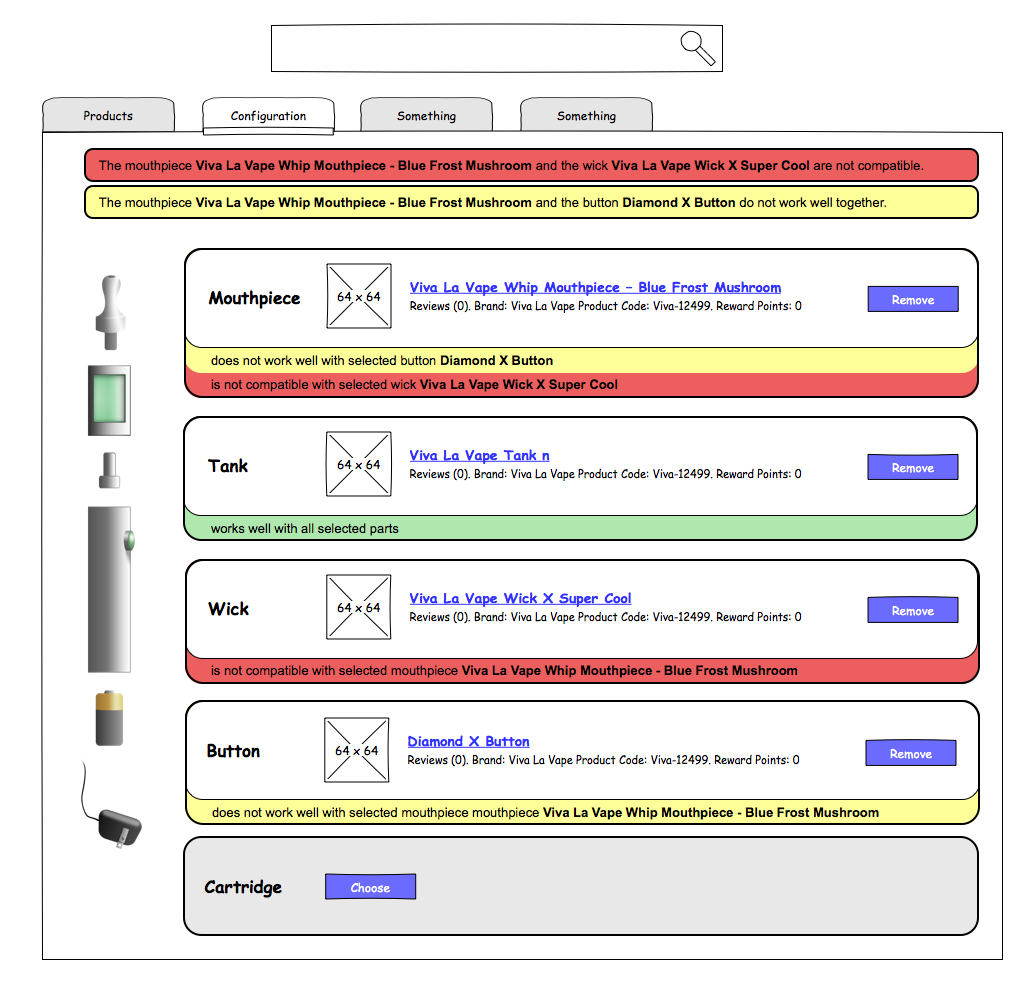 Products
Configuration
Something
Something
The mouthpiece Viva La Vape Whip Mouthpiece - Blue Frost Mushroom and the wick Viva La Vape Wick X Super Cool are not compatible.
The mouthpiece Viva La Vape Whip Mouthpiece - Blue Frost Mushroom and the button Diamond X Button do not work well together.
Mouthpiece
64 x 64
Viva La Vape Whip Mouthpiece – Blue Frost Mushroom
Reviews (0). Brand: Viva La Vape Product Code: Viva-12499. Reward Points: 0
Remove
does not work well with selected button Diamond X Button
is not compatible with selected wick Viva La Vape Wick X Super Cool
Tank
64 x 64
Viva La Vape Tank n
Reviews (0). Brand: Viva La Vape Product Code: Viva-12499. Reward Points: 0
Remove
works well with all selected parts
Wick
64 x 64
Viva La Vape Wick X Super Cool
Reviews (0). Brand: Viva La Vape Product Code: Viva-12499. Reward Points: 0
Remove
is not compatible with selected mouthpiece Viva La Vape Whip Mouthpiece - Blue Frost Mushroom
Button
64 x 64
Diamond X Button
Reviews (0). Brand: Viva La Vape Product Code: Viva-12499. Reward Points: 0
Remove
does not work well with selected mouthpiece mouthpiece Viva La Vape Whip Mouthpiece - Blue Frost Mushroom
Cartridge
Choose